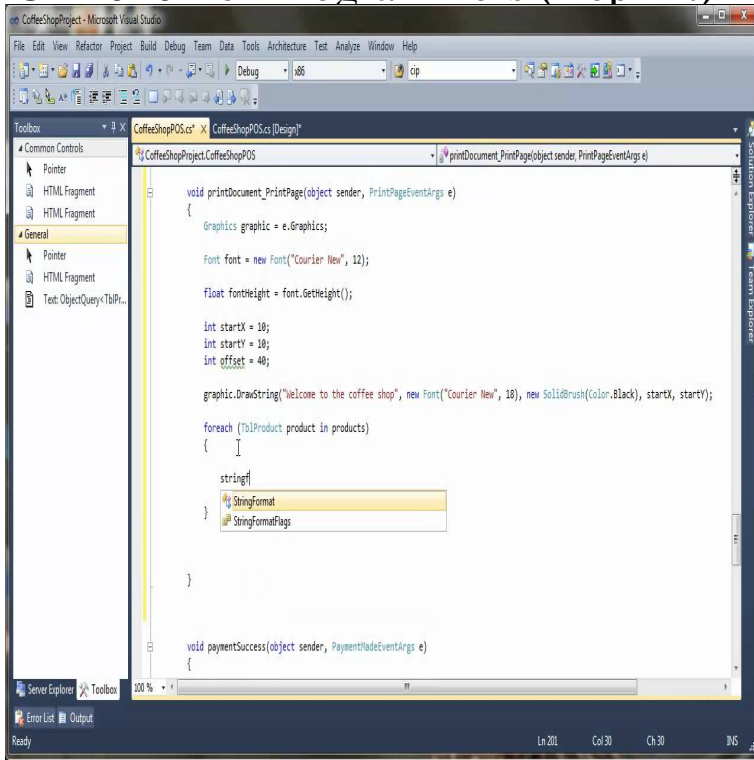 CoffeeShopProject - Microsoft Visual Studio
File Edit View Refactor Project Build Debug Team Data Tools Architecture Test Analyze Window Help
Debug x86 cip
Toolbox
CoffeeShopPOS.cs* X CoffeeShopPOS.cs [Design]*
Common Controls
CoffeeShopProject.CoffeeShopPOS printDocument_PrintPage(object sender, PrintPageEventArgs e)
Pointer
HTML Fragment
HTML Fragment
General
Pointer
HTML Fragment
Text: ObjectQuery<TblPr...
void printDocument_PrintPage(object sender, PrintPageEventArgs e)
{
Graphics graphic = e.Graphics;
Font font = new Font("Courier New", 12);
float fontHeight = font.GetHeight();
int startX = 10;
int startY = 10;
int offset = 40;
graphic.DrawString("Welcome to the coffee shop", new Font("Courier New", 18), new SolidBrush(Color.Black), startX, startY);
foreach (TblProduct product in products)
{
stringf
StringFormat
StringFormatFlags
}
}
void paymentSuccess(object sender, PaymentMadeEventArgs e)
{
Solution Explorer
Team Explorer
Server Explorer Toolbox
100 %
Error List Output
Ready Ln 201 Col 30 Ch 30 INS